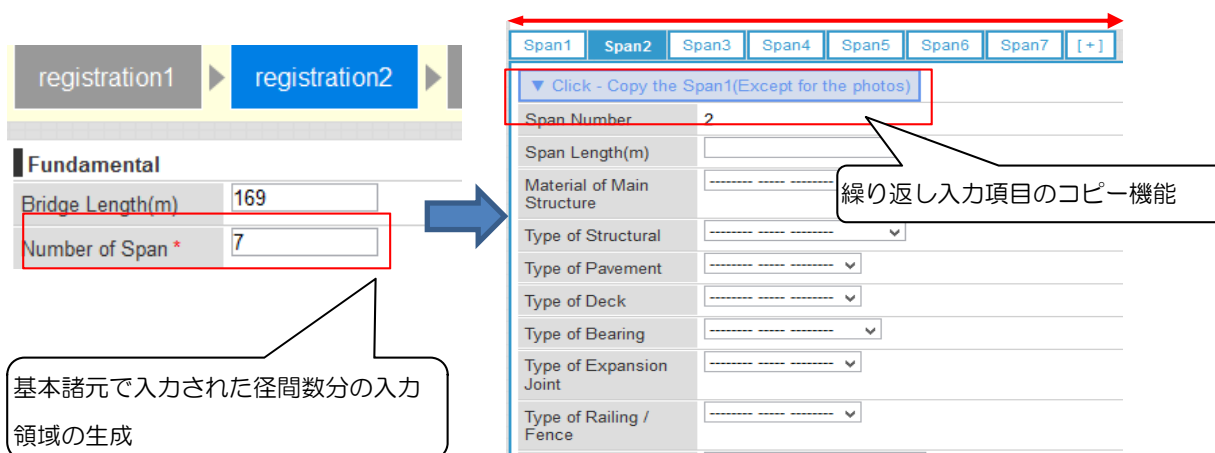 registration1
registration2
Fundamental
Bridge Length(m) 169
Number of Span * 7
基本諸元で入力された径間数分の入力
領域の生成
Span1 Span2 Span3 Span4 Span5 Span6 Span7 [+]
▼ Click - Copy the Span1(Except for the photos)
Span Number 2
Span Length(m)
繰り返し入力項目のコピー機能
Material of Main
Structure
-------- ----- --------
Type of Structural -------- ----- --------
Type of Pavement -------- ----- --------
Type of Deck -------- ----- --------
Type of Bearing -------- ----- --------
Type of Expansion
Joint
-------- ----- --------
Type of Railing /
Fence
-------- ----- --------